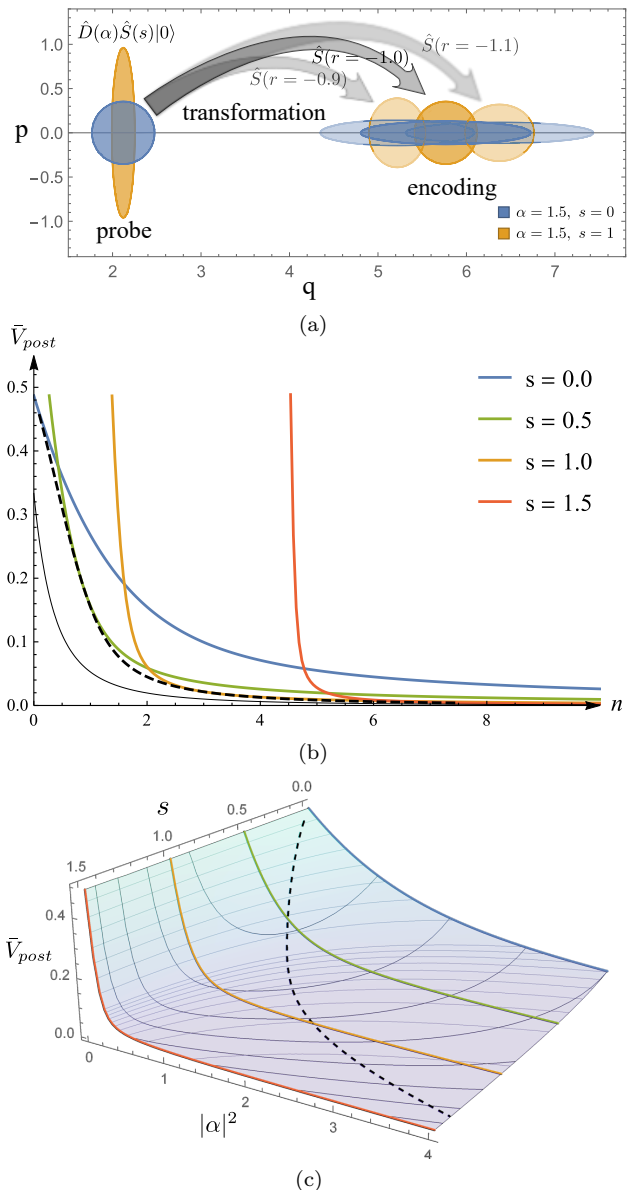 D̂(α)Ŝ(s)|0⟩
Ŝ(r = −1.1)
Ŝ(r = −1.0)
Ŝ(r = −0.9)
transformation
encoding
probe
α = 1.5, s = 0
α = 1.5, s = 1
p
1.0
0.5
0.0
−0.5
−1.0
2 3 4 5 6 7
q
(a)
V̄post
0.5
0.4
0.3
0.2
0.1
0.0
s = 0.0
s = 0.5
s = 1.0
s = 1.5
0 2 4 6 8 n
(b)
s
0.0
0.5
1.0
1.5
V̄post
0.4
0.2
0.0
0 1 2 3 4
|α|²
(c)